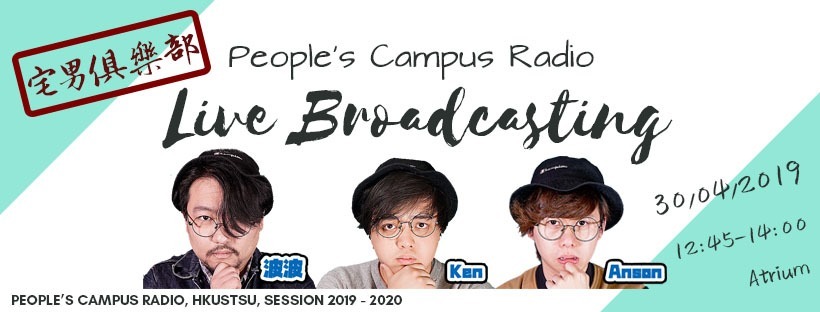 宅男俱樂部
People's Campus Radio
Live Broadcasting
30/04/2019
12:45-14:00
Atrium
波波
Ken
Anson
PEOPLE'S CAMPUS RADIO, HKUSTSU, SESSION 2019 - 2020